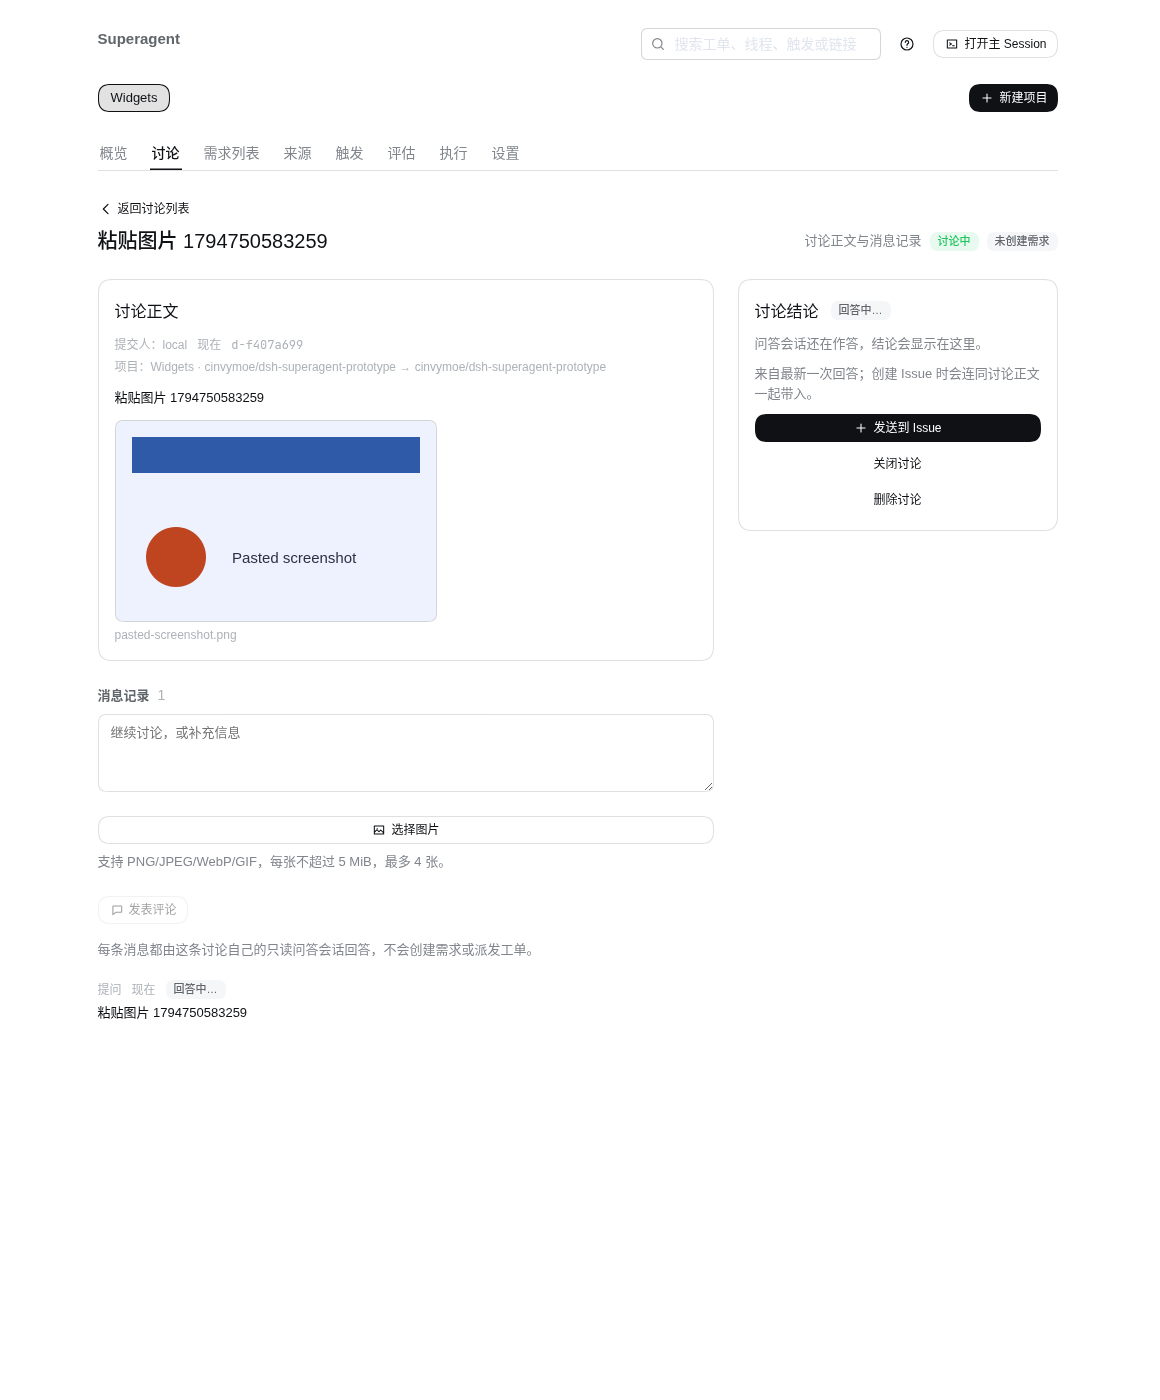 Superagent
搜索工单、线程、触发或链接
打开主 Session
Widgets
新建项目
概览 讨论 需求列表 来源 触发 评估 执行 设置
返回讨论列表
粘贴图片 1794750583259
讨论正文与消息记录 讨论中 未创建需求
讨论正文
提交人：local 现在 d-f407a699
项目：Widgets · cinvymoe/dsh-superagent-prototype → cinvymoe/dsh-superagent-prototype
粘贴图片 1794750583259
Pasted screenshot
pasted-screenshot.png
讨论结论 回答中…
问答会话还在作答，结论会显示在这里。
来自最新一次回答；创建 Issue 时会连同讨论正文
一起带入。
发送到 Issue
关闭讨论
删除讨论
消息记录 1
继续讨论，或补充信息
选择图片
支持 PNG/JPEG/WebP/GIF，每张不超过 5 MiB，最多 4 张。
发表评论
每条消息都由这条讨论自己的只读问答会话回答，不会创建需求或派发工单。
提问 现在 回答中…
粘贴图片 1794750583259